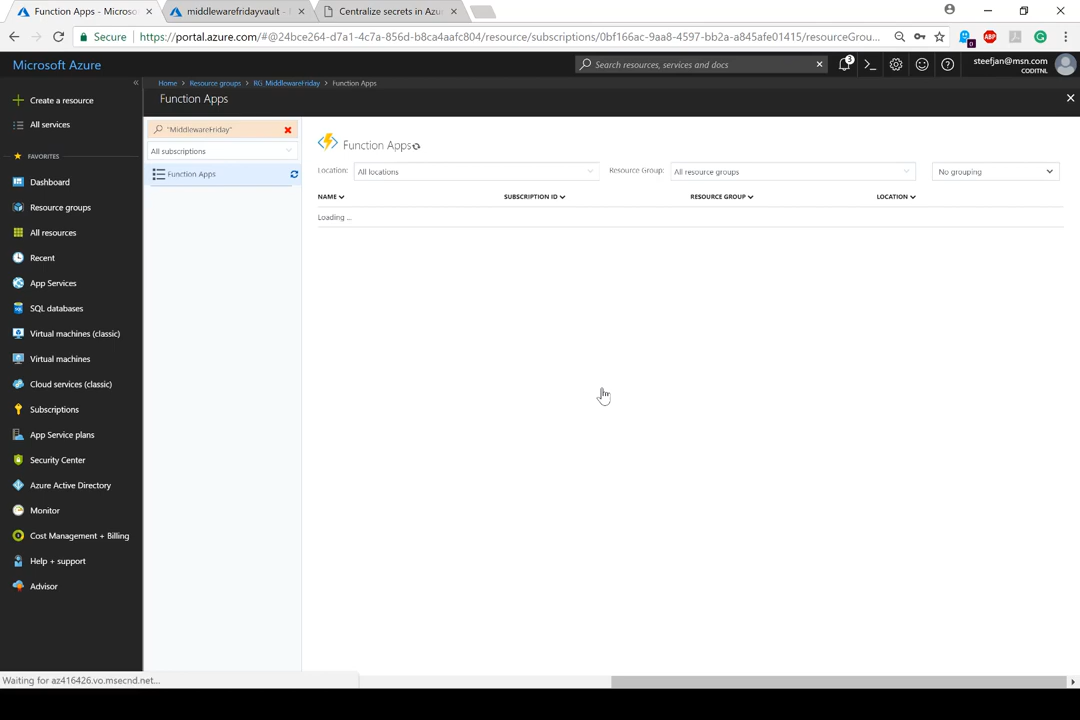 Function Apps - Microso
middlewarefridayvault -
Centralize secrets in Azu
Secure
https://portal.azure.com/#@24bce264-d7a1-4c7a-856d-b8ca4aafc804/resource/subscriptions/0bf166ac-9aa8-4597-bb2a-a845afe01415/resourceGrou...
ABP
0
Microsoft Azure
Search resources, services and docs
3
steefjan@msn.com
CODITNL
Home
Resource groups
RG_MiddlewareFriday
Function Apps
Function Apps
Create a resource
All services
FAVORITES
Dashboard
Resource groups
All resources
Recent
App Services
SQL databases
SQL
Virtual machines (classic)
Virtual machines
Cloud services (classic)
Subscriptions
App Service plans
Security Center
Azure Active Directory
Monitor
Cost Management + Billing
Help + support
Advisor
"MiddlewareFriday"
All subscriptions
Function Apps
Function Apps
Location:
All locations
Resource Group:
All resource groups
No grouping
NAME
SUBSCRIPTION ID
RESOURCE GROUP
LOCATION
Loading ...
Waiting for az416426.vo.msecnd.net...